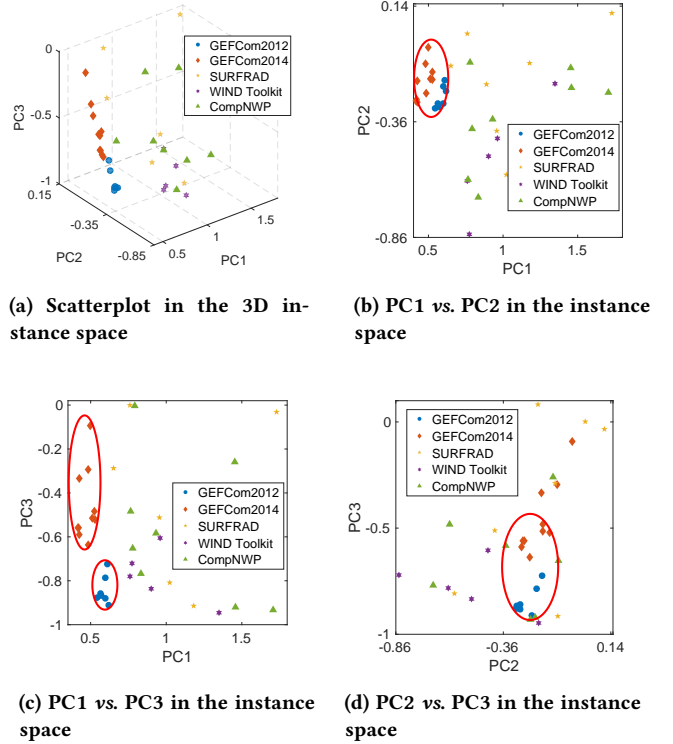 0
-0.5
-1
PC3
0.15
-0.35
-0.85
PC2
0.5
1
1.5
PC1
GEFCom2012
GEFCom2014
SURFRAD
WIND Toolkit
CompNWP
(a) Scatterplot in the 3D in-
stance space
0.14
-0.36
-0.86
PC2
0.5
1
1.5
PC1
GEFCom2012
GEFCom2014
SURFRAD
WIND Toolkit
CompNWP
(b) PC1 vs. PC2 in the instance
space
0
-0.2
-0.4
-0.6
-0.8
-1
PC3
0.5
1
1.5
PC1
GEFCom2012
GEFCom2014
SURFRAD
WIND Toolkit
CompNWP
(c) PC1 vs. PC3 in the instance
space
0
-0.5
-1
PC3
-0.86
-0.36
0.14
PC2
GEFCom2012
GEFCom2014
SURFRAD
WIND Toolkit
CompNWP
(d) PC2 vs. PC3 in the instance
space